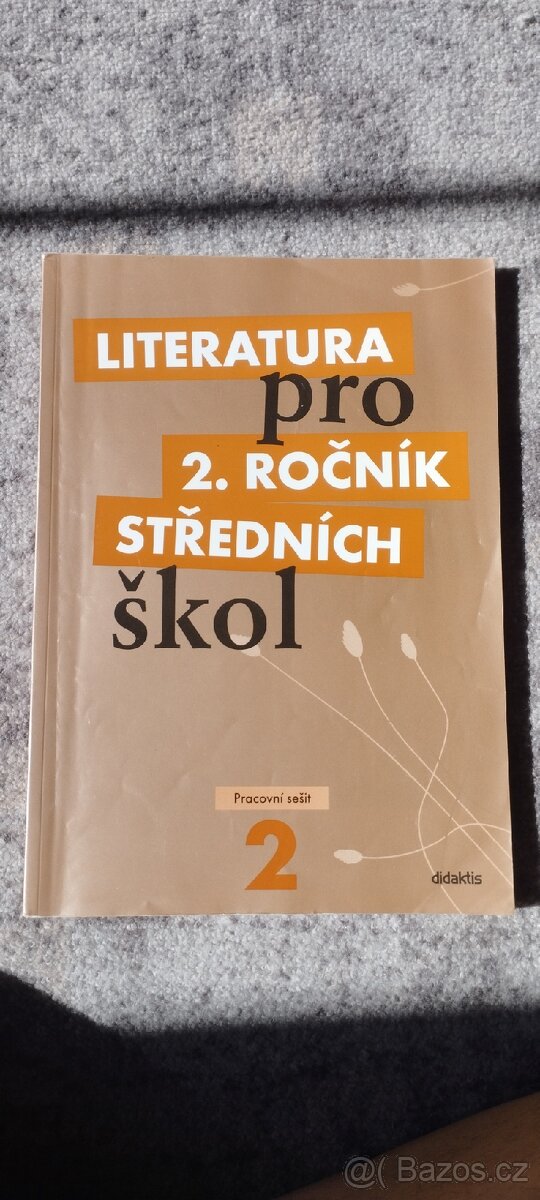 LITERATURA
pro
2. ROČNÍK
STŘEDNÍCH
škol
Pracovní sešit
2
didaktis
@( Bazos.cz